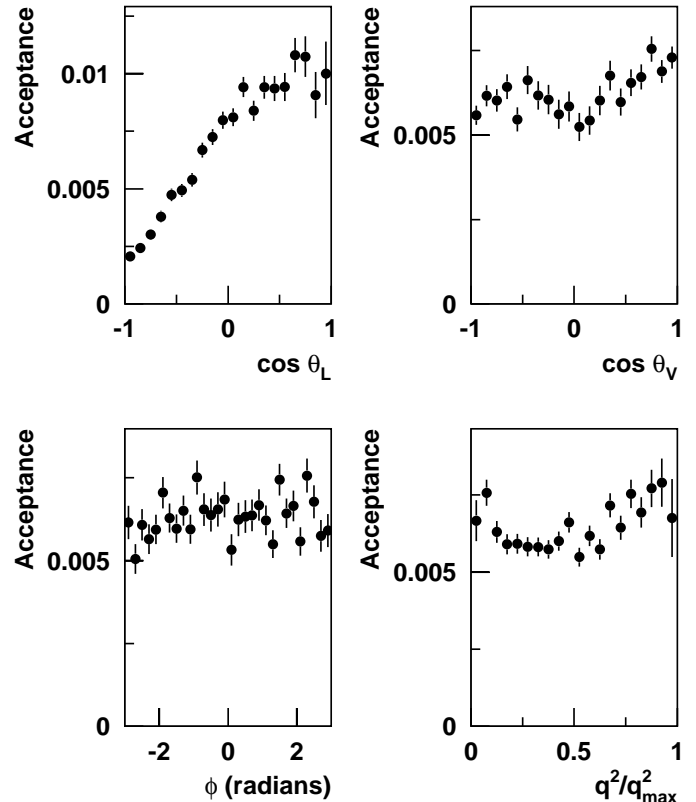 Acceptance
0.01
0.005
0
-1
0
1
cos θL
Acceptance
0.005
0
-1
0
1
cos θV
Acceptance
0.005
0
-2
0
2
ϕ (radians)
Acceptance
0.005
0
0
0.5
1
q²/q²max